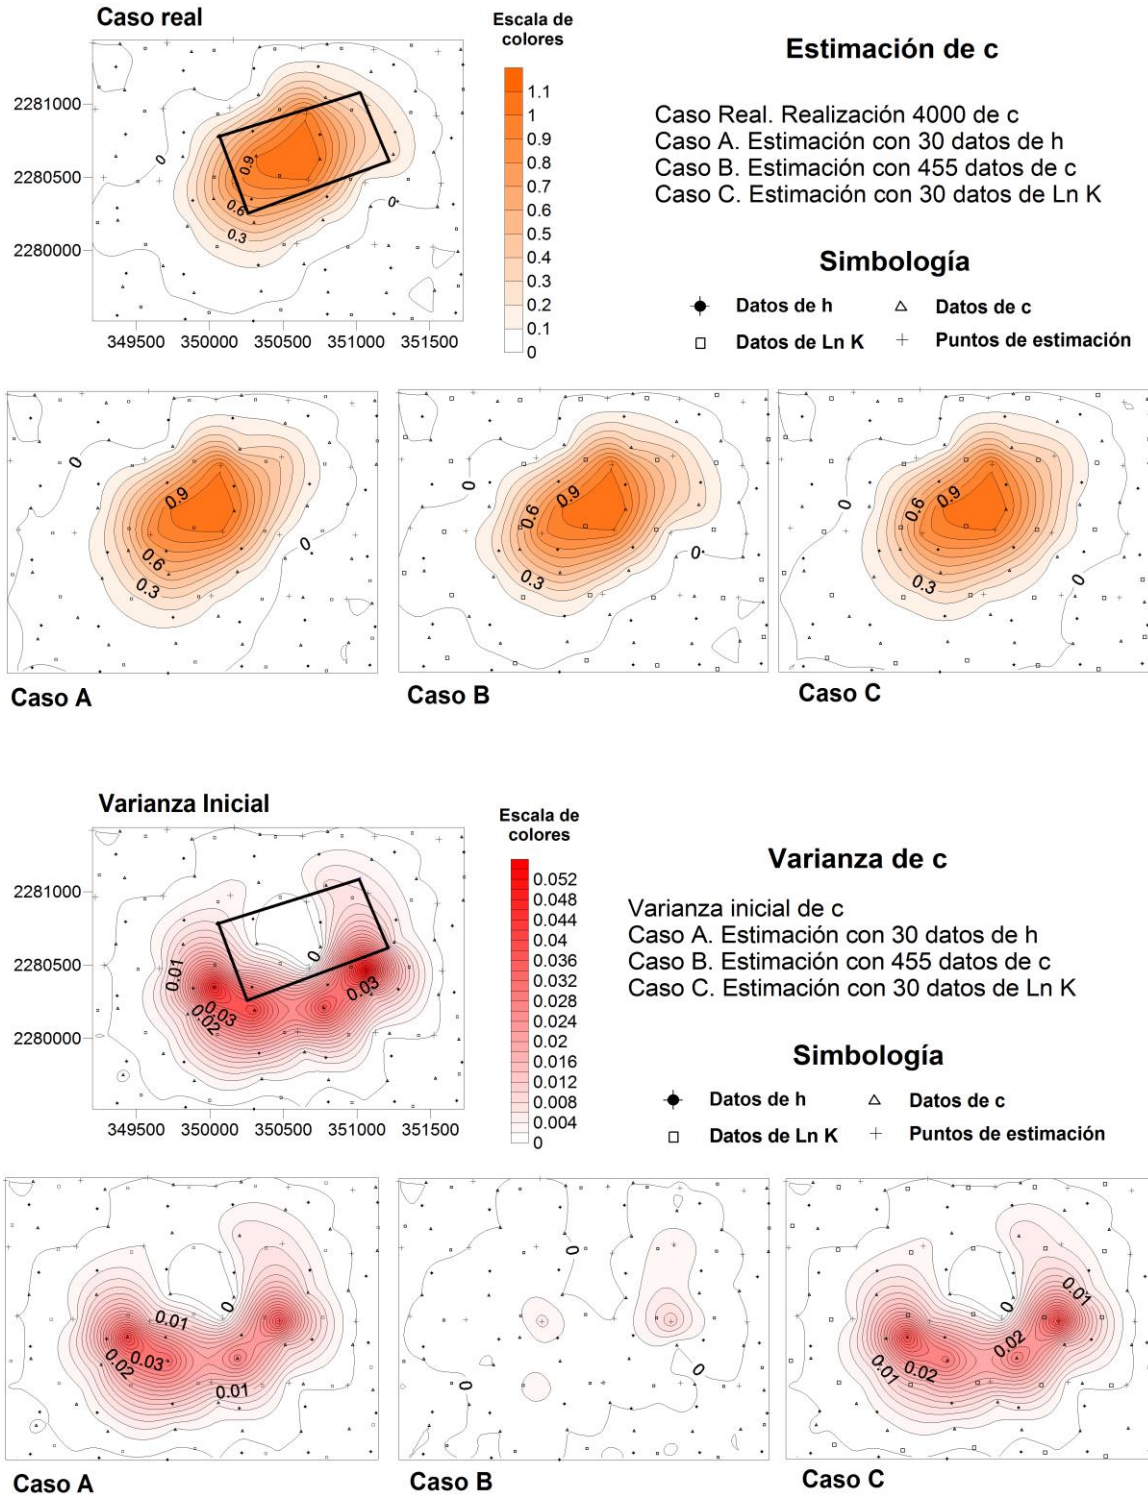 Caso real
Escala de
colores
Estimación de c
Caso Real. Realización 4000 de c
Caso A. Estimación con 30 datos de h
Caso B. Estimación con 455 datos de c
Caso C. Estimación con 30 datos de Ln K
Simbología
Datos de h
Datos de c
Datos de Ln K
Puntos de estimación
2281000
2280500
2280000
349500 350000 350500 351000 351500
0
0.9
0.6
0.3
0
1.1
1
0.9
0.8
0.7
0.6
0.5
0.4
0.3
0.2
0.1
0
0
0.9
0
0.6
0.3
Caso A
0
0.9
0.6
0
0.3
Caso B
0
0.9
0.6
0
0.3
Caso C
Varianza Inicial
Escala de
colores
Varianza de c
Varianza inicial de c
Caso A. Estimación con 30 datos de h
Caso B. Estimación con 455 datos de c
Caso C. Estimación con 30 datos de Ln K
Simbología
Datos de h
Datos de c
Datos de Ln K
Puntos de estimación
2281000
2280500
2280000
349500 350000 350500 351000 351500
0.01
0
0.03
0.03
0.02
0.052
0.048
0.044
0.04
0.036
0.032
0.028
0.024
0.02
0.016
0.012
0.008
0.004
0
0
0.01
0.03
0.02
0.01
Caso A
0
0
0
Caso B
0.01
0
0.02
0.02
0.01
Caso C